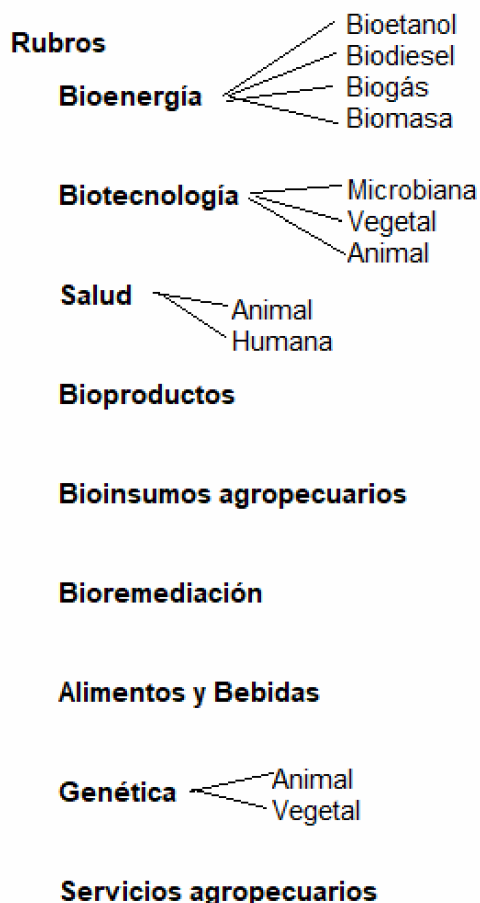 Rubros
Bioenergía
Bioetanol
Biodiesel
Biogás
Biomasa
Biotecnología
Microbiana
Vegetal
Animal
Salud
Animal
Humana
Bioproductos
Bioinsumos agropecuarios
Bioremediación
Alimentos y Bebidas
Genética
Animal
Vegetal
Servicios agropecuarios